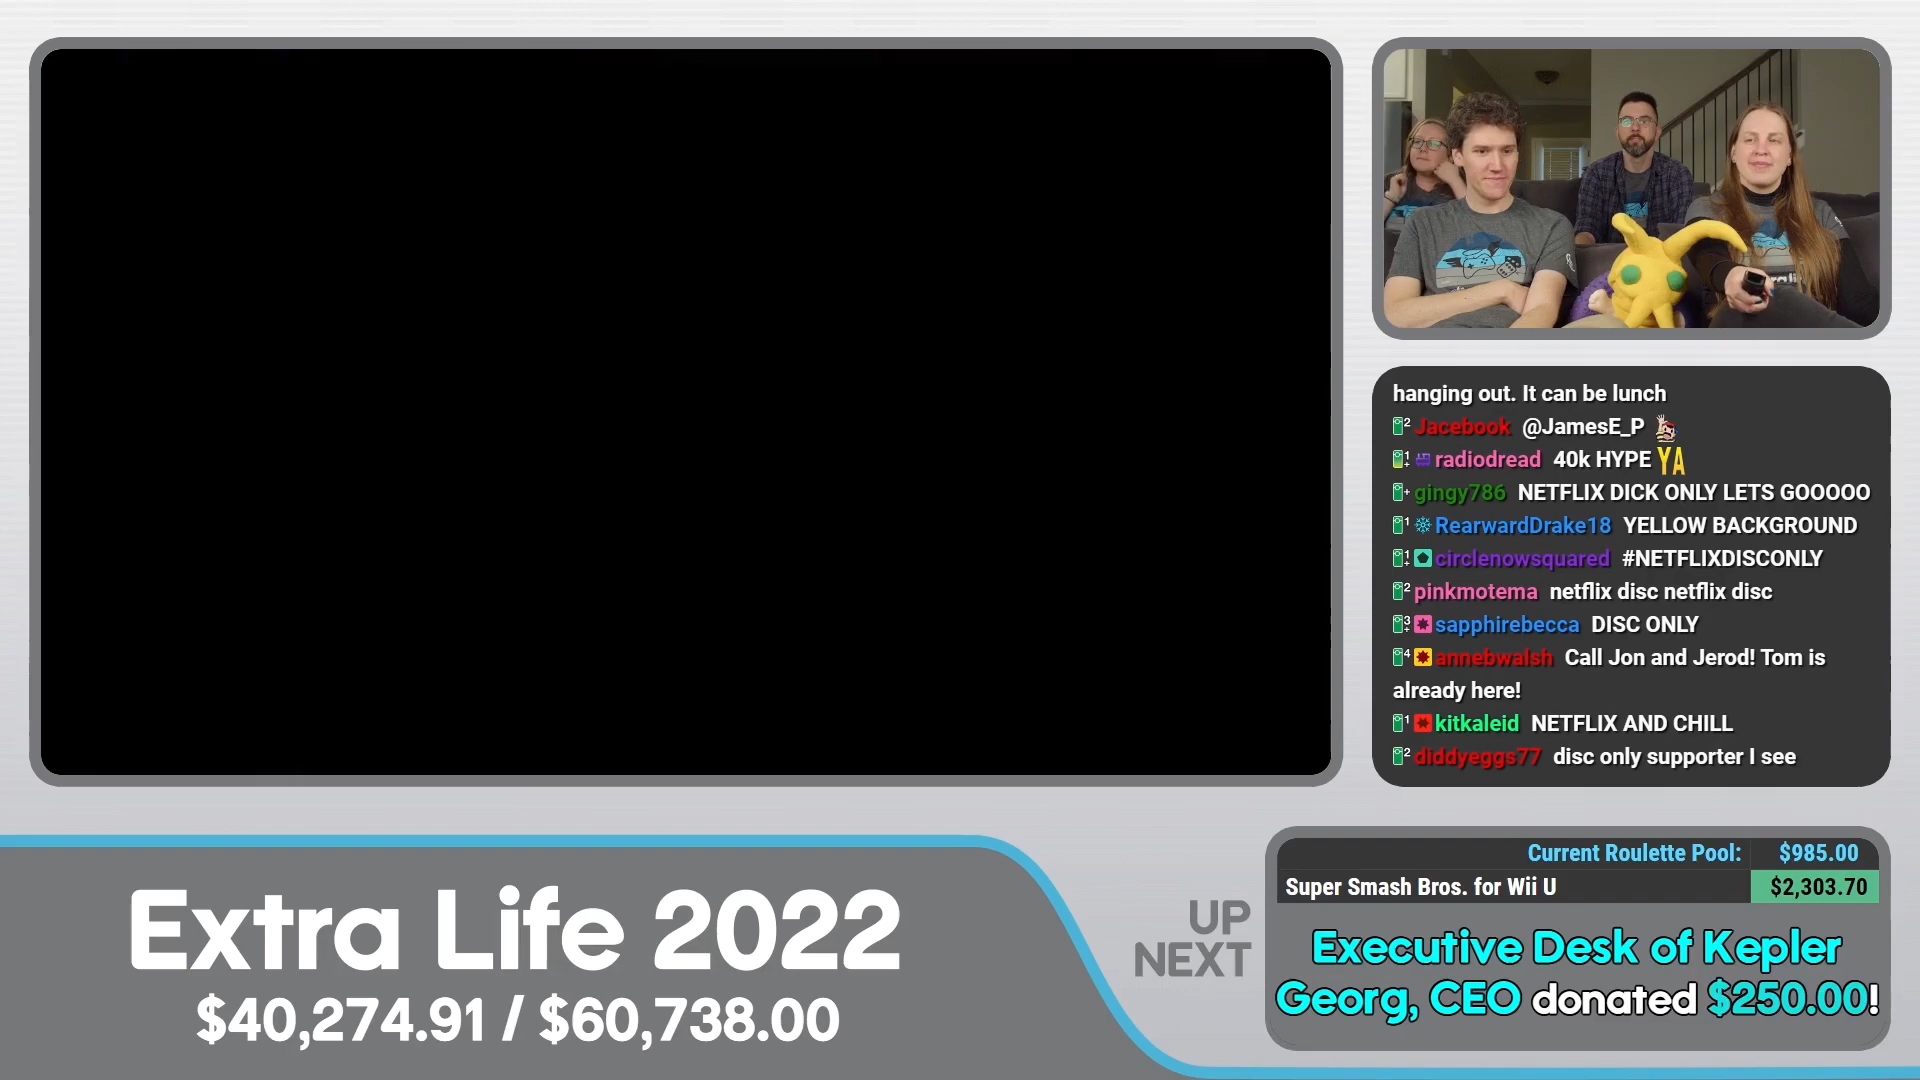 hanging out. It can be lunch
Jacebook @JamesE_P
radiodread 40k HYPE YA
gingy786 NETFLIX DICK ONLY LETS GOOOOO
RearwardDrake18 YELLOW BACKGROUND
circlenowsquared #NETFLIXDISCONLY
pinkmotema netflix disc netflix disc
sapphirebecca DISC ONLY
annebwalsh Call Jon and Jerod! Tom is
already here!
kitkaleid NETFLIX AND CHILL
diddyeggs77 disc only supporter I see
Extra Life 2022
$40,274.91 / $60,738.00
UP
NEXT
Current Roulette Pool: $985.00
Super Smash Bros. for Wii U $2,303.70
Executive Desk of Kepler
Georg, CEO donated $250.00!